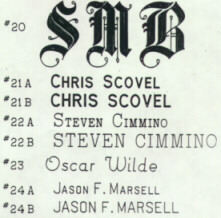 #20 SMB
#21A CHRIS SCOVEL
#21B CHRIS SCOVEL
#22A STEVEN CIMMINO
#22B STEVEN CIMMINO
#23 Oscar Wilde
#24A JASON F. MARSELL
#24B JASON F. MARSELL